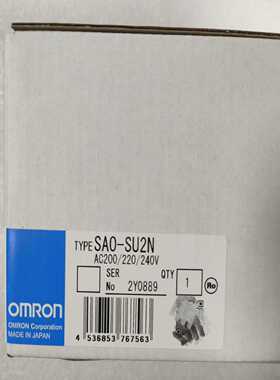 TYPE SAO-SU2N
AC200/220/240V
SER No 2Y0889
QTY 1
Ro
OMRON
OMRON Corporation
MADE IN JAPAN
4 536853 767563